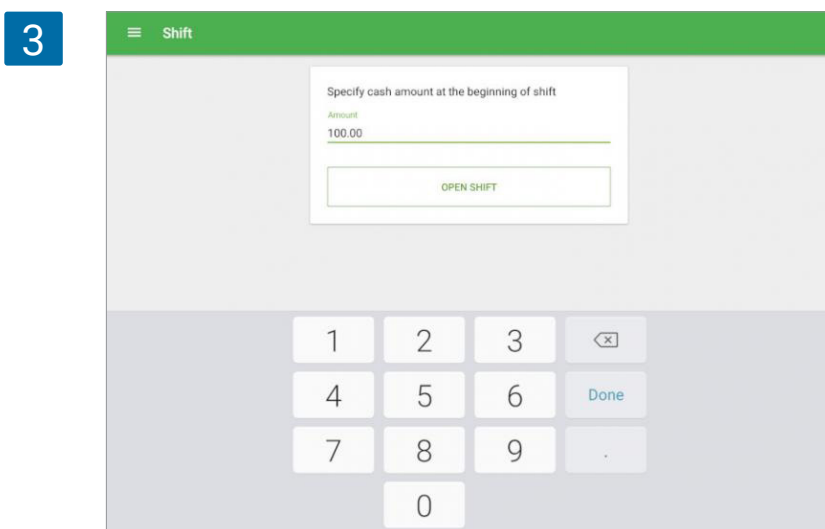 3
Shift
Specify cash amount at the beginning of shift
Amount
100.00
OPEN SHIFT
1 2 3
4 5 6 Done
7 8 9 .
0